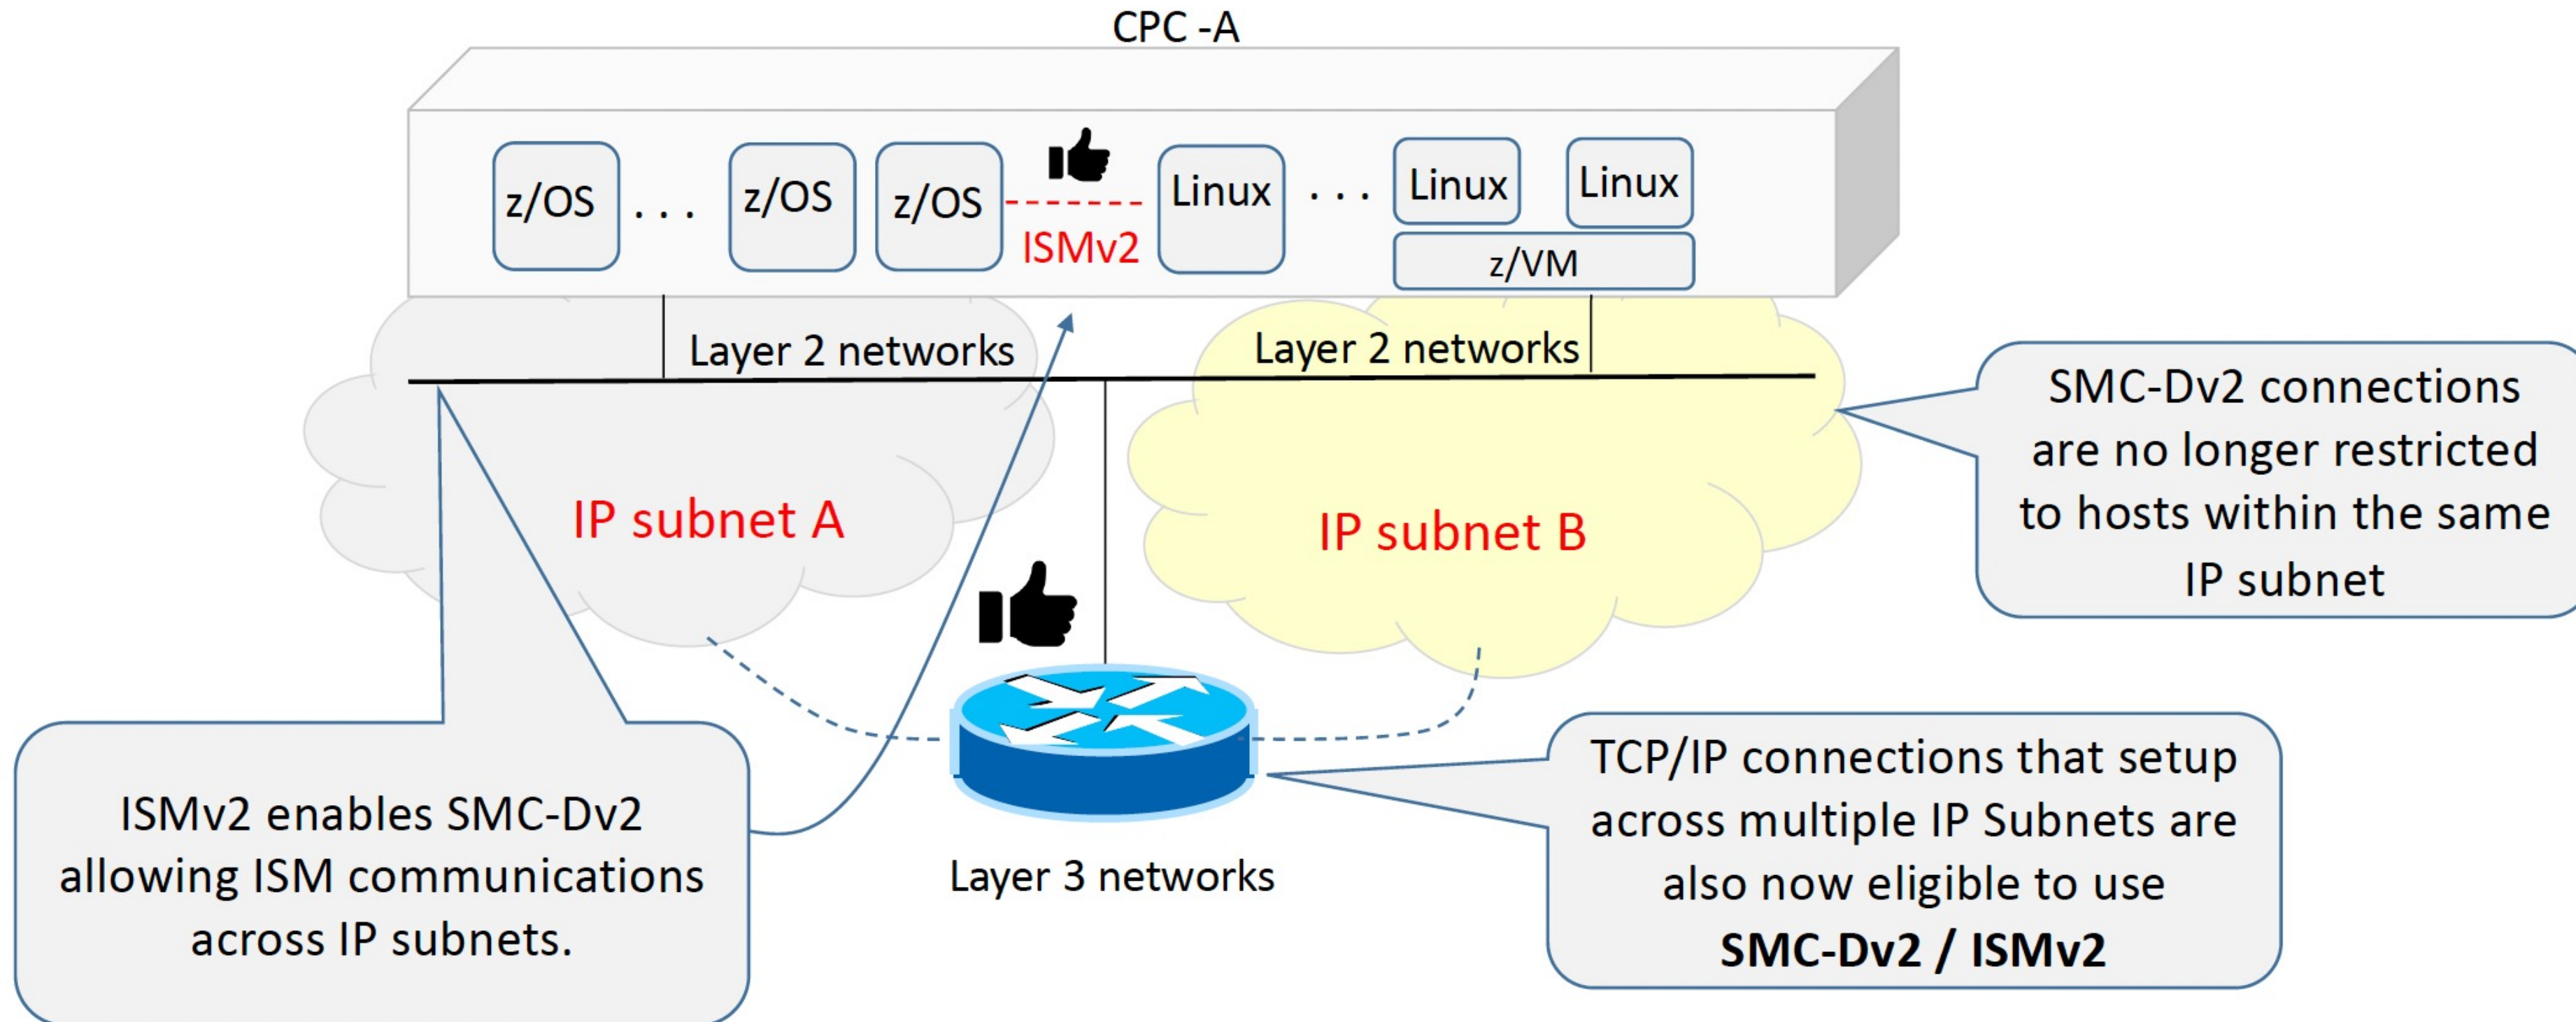 CPC -A
z/OS
. . .
z/OS
z/OS
ISMv2
Linux
. . .
Linux
Linux
z/VM
Layer 2 networks
Layer 2 networks
IP subnet A
IP subnet B
SMC-Dv2 connections
are no longer restricted
to hosts within the same
IP subnet
ISMv2 enables SMC-Dv2
allowing ISM communications
across IP subnets.
Layer 3 networks
TCP/IP connections that setup
across multiple IP Subnets are
also now eligible to use
SMC-Dv2 / ISMv2